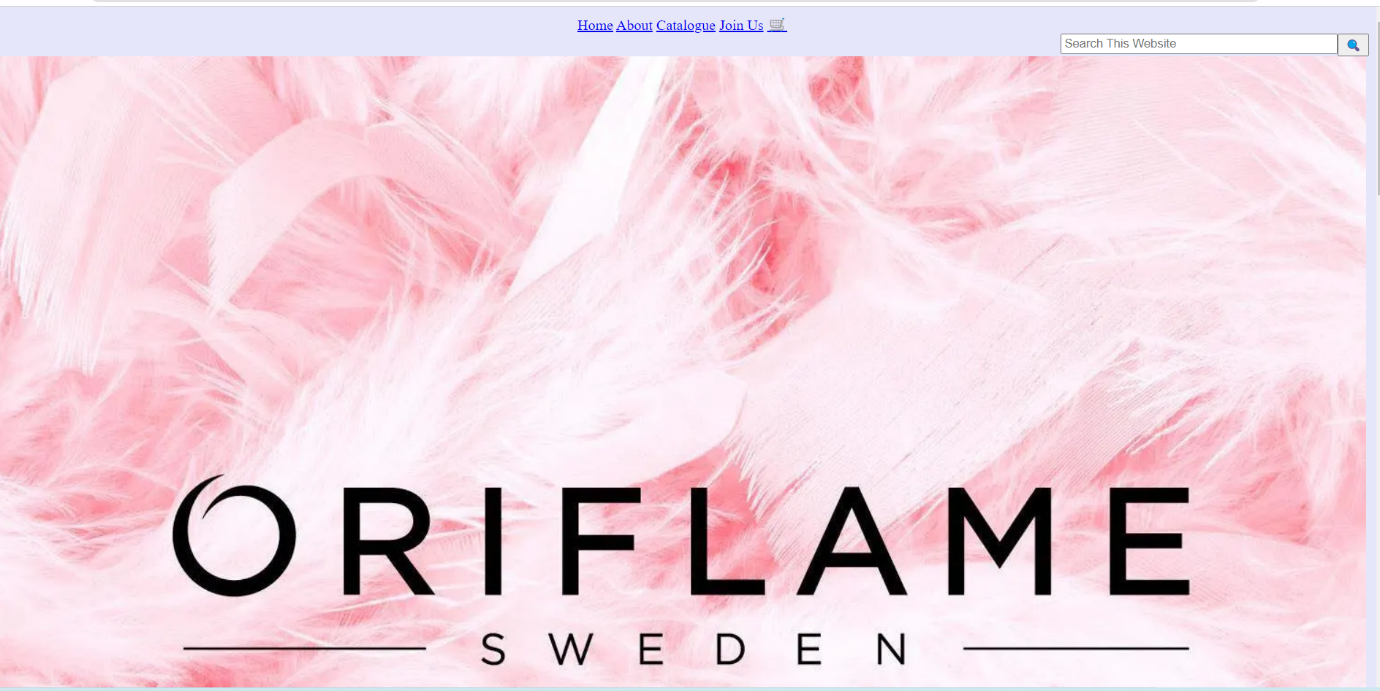 Home About Catalogue Join Us
Search This Website
ORIFLAME
SWEDEN